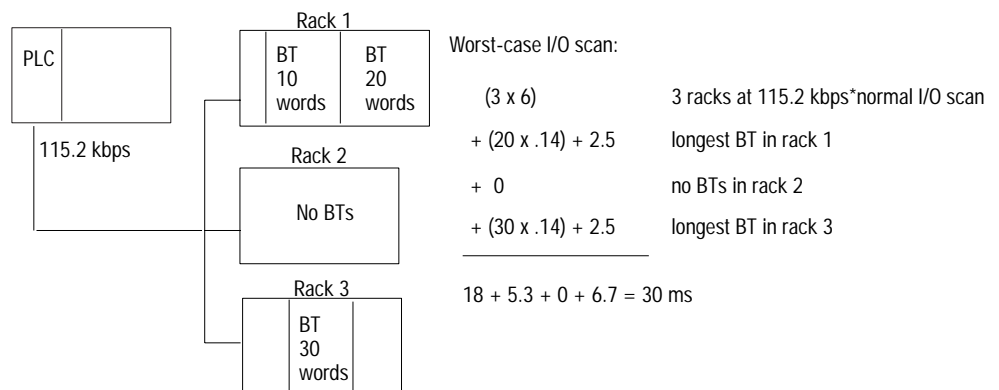 Rack 1
PLC
BT
10
words
BT
20
words
115.2 kbps
Rack 2
No BTs
Rack 3
BT
30
words
Worst-case I/O scan:
(3 x 6) 3 racks at 115.2 kbps*normal I/O scan
+ (20 x .14) + 2.5 longest BT in rack 1
+ 0 no BTs in rack 2
+ (30 x .14) + 2.5 longest BT in rack 3
18 + 5.3 + 0 + 6.7 = 30 ms